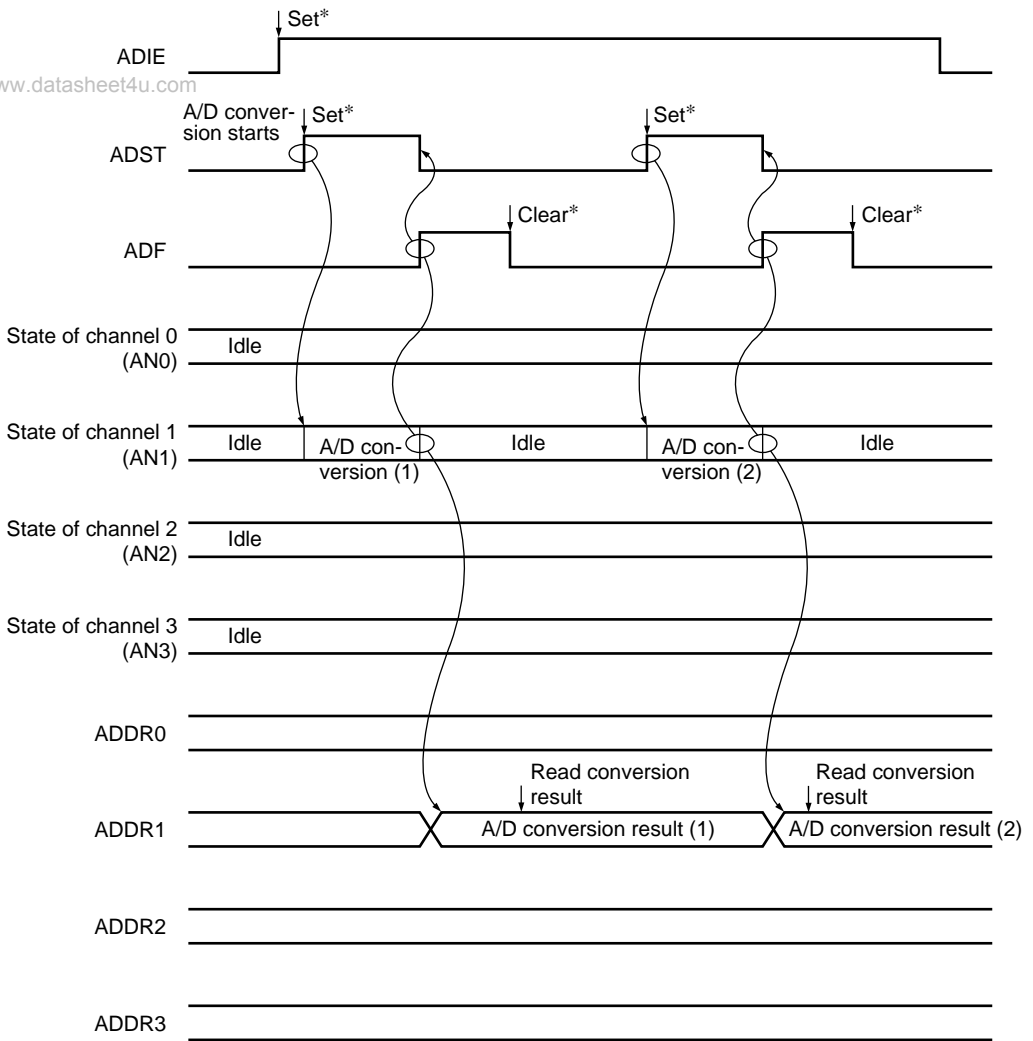 Set*
ADIE
ww.datasheet4u.com
A/D conver-
sion starts
Set*
Set*
ADST
Clear*
Clear*
ADF
State of channel 0
(AN0)
Idle
State of channel 1
(AN1)
Idle
A/D con-
version (1)
Idle
A/D con-
version (2)
Idle
State of channel 2
(AN2)
Idle
State of channel 3
(AN3)
Idle
ADDR0
Read conversion
result
Read conversion
result
ADDR1
A/D conversion result (1)
A/D conversion result (2)
ADDR2
ADDR3